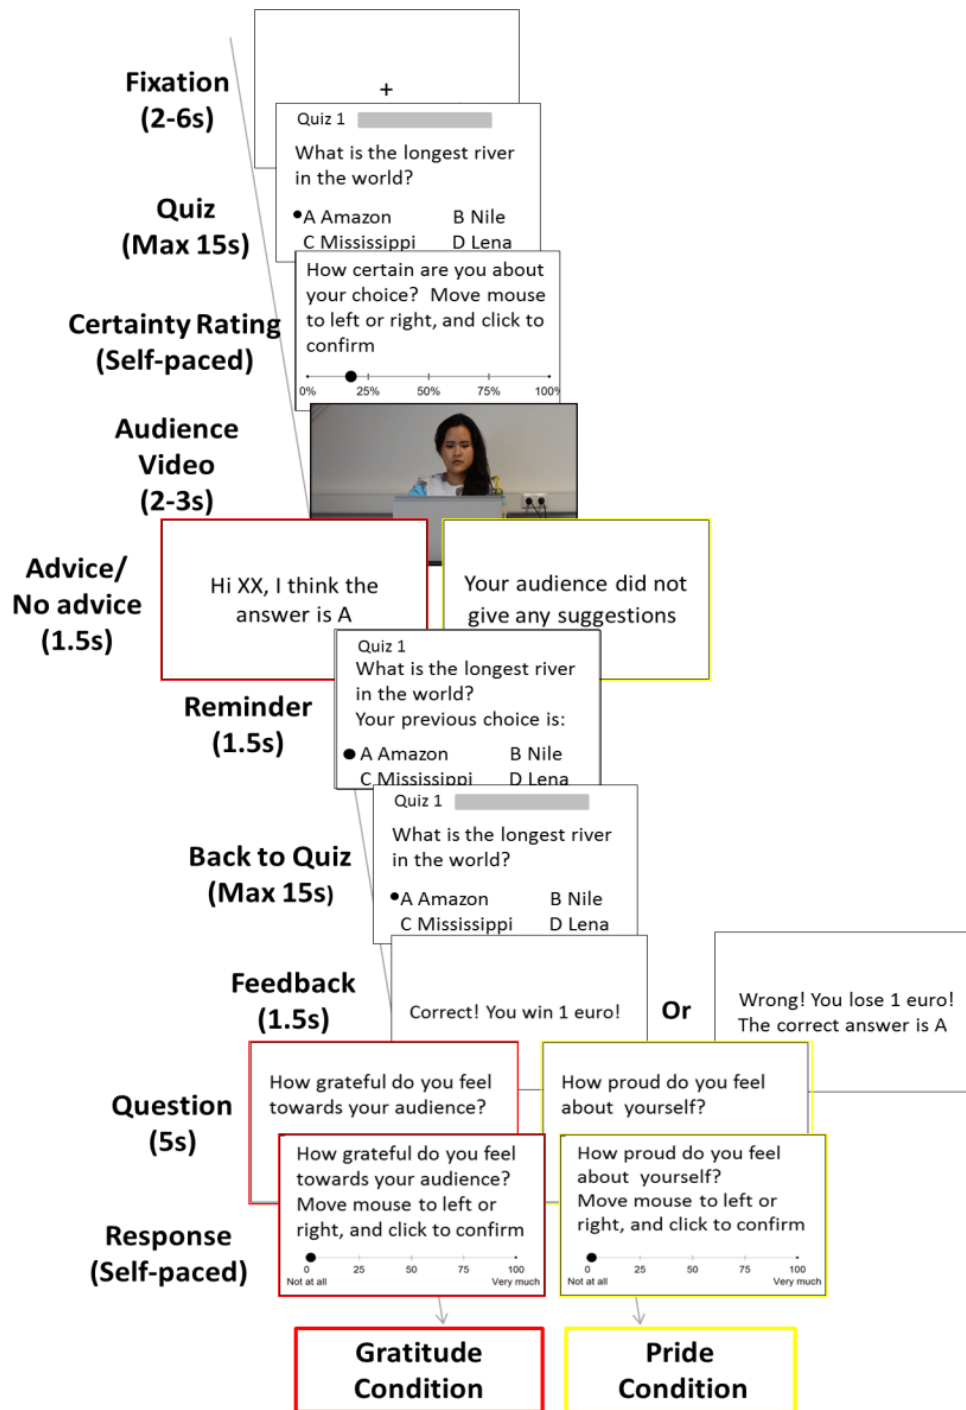 Fixation
(2-6s)
+
Quiz 1
What is the longest river
in the world?
A Amazon B Nile
C Mississippi D Lena
Quiz
(Max 15s)
How certain are you about
your choice? Move mouse
to left or right, and click to
confirm
0% 25% 50% 75% 100%
Certainty Rating
(Self-paced)
Audience
Video
(2-3s)
Advice/
No advice
(1.5s)
Hi XX, I think the
answer is A
Your audience did not
give any suggestions
Reminder
(1.5s)
Quiz 1
What is the longest river
in the world?
Your previous choice is:
A Amazon B Nile
C Mississippi D Lena
Back to Quiz
(Max 15s)
Quiz 1
What is the longest river
in the world?
A Amazon B Nile
C Mississippi D Lena
Feedback
(1.5s)
Correct! You win 1 euro!
Or
Wrong! You lose 1 euro!
The correct answer is A
Question
(5s)
How grateful do you feel
towards your audience?
How proud do you feel
about yourself?
Response
(Self-paced)
How grateful do you feel
towards your audience?
Move mouse to left or
right, and click to confirm
0 25 50 75 100
Not at all Very much
How proud do you feel
about yourself?
Move mouse to left or
right, and click to confirm
0 25 50 75 100
Not at all Very much
Gratitude
Condition
Pride
Condition